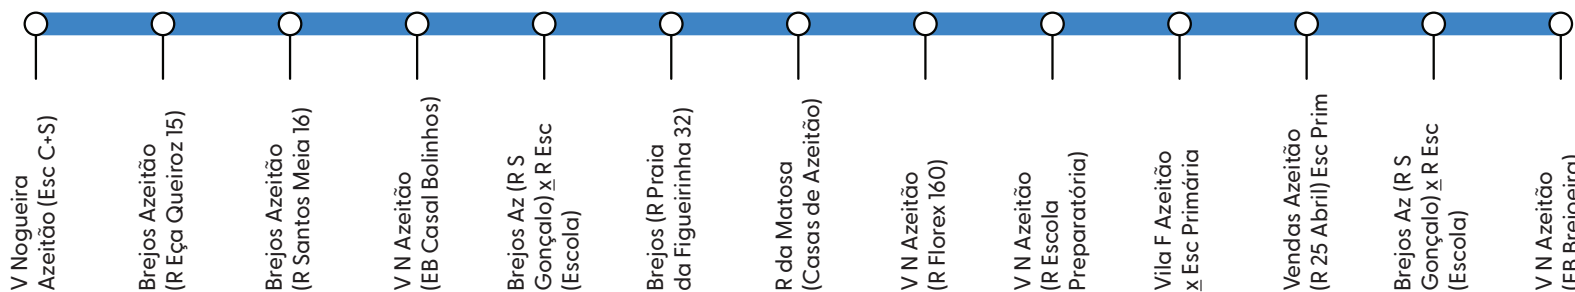 V Nogueira
Azeitão (Esc C+S)
Brejos Azeitão
(R Eça Queiroz 15)
Brejos Azeitão
(R Santos Meia 16)
V N Azeitão
(EB Casal Bolinhos)
Brejos Az (R S
Gonçalo) x R Esc
(Escola)
Brejos (R Praia
da Figueirinha 32)
R da Matosa
(Casas de Azeitão)
V N Azeitão
(R Florex 160)
V N Azeitão
(R Escola
Preparatória)
Vila F Azeitão
x Esc Primária
Vendas Azeitão
(R 25 Abril) Esc Prim
Brejos Az (R S
Gonçalo) x R Esc
(Escola)
V N Azeitão
(EB Brejoeira)